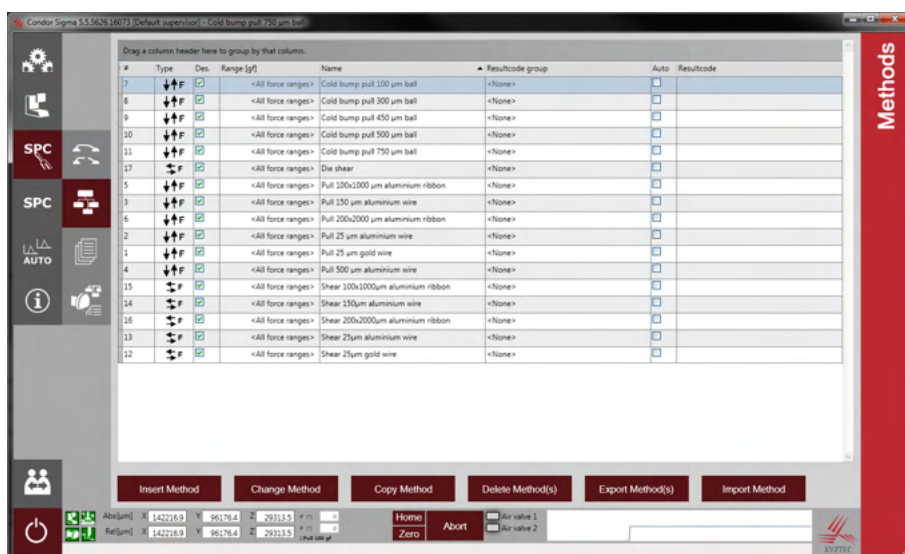 Condor Sigma 5.5.5626.16073 [Default supervisor] - Cold bump pull 750 µm ball
Methods
Drag a column header here to group by that column.
# Type Des. Range [gf] Name Resultcode group Auto Resultcode
7 F <All force ranges> Cold bump pull 100 µm ball <None>
8 F <All force ranges> Cold bump pull 300 µm ball <None>
9 F <All force ranges> Cold bump pull 450 µm ball <None>
10 F <All force ranges> Cold bump pull 500 µm ball <None>
11 F <All force ranges> Cold bump pull 750 µm ball <None>
17 F <All force ranges> Die shear <None>
5 F <All force ranges> Pull 100x1000 µm aluminium ribbon <None>
3 F <All force ranges> Pull 150 µm aluminium wire <None>
6 F <All force ranges> Pull 200x2000 µm aluminium ribbon <None>
2 F <All force ranges> Pull 25 µm aluminium wire <None>
1 F <All force ranges> Pull 25 µm gold wire <None>
4 F <All force ranges> Pull 500 µm aluminium wire <None>
15 F <All force ranges> Shear 100x1000µm aluminium ribbon <None>
14 F <All force ranges> Shear 150µm aluminium wire <None>
16 F <All force ranges> Shear 200x2000µm aluminium ribbon <None>
13 F <All force ranges> Shear 25µm aluminium wire <None>
12 F <All force ranges> Shear 25µm gold wire <None>
SPC
SPC
AUTO
Insert Method Change Method Copy Method Delete Method(s) Export Method(s) Import Method
Abs[µm] X 142216.9 Y 96176.4 Z 29313.5 0 Home Abort Air valve 1
Rel[µm] X 142216.9 Y 96176.4 Z 29313.5 0 Zero Air valve 2
/ Pull 100 gf
XYZTEC